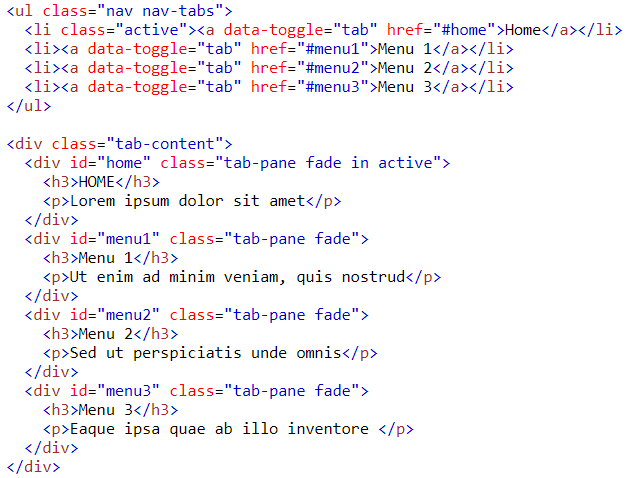 <ul class="nav nav-tabs">
  <li class="active"><a data-toggle="tab" href="#home">Home</a></li>
  <li><a data-toggle="tab" href="#menu1">Menu 1</a></li>
  <li><a data-toggle="tab" href="#menu2">Menu 2</a></li>
  <li><a data-toggle="tab" href="#menu3">Menu 3</a></li>
</ul>

<div class="tab-content">
  <div id="home" class="tab-pane fade in active">
    <h3>HOME</h3>
    <p>Lorem ipsum dolor sit amet</p>
  </div>
  <div id="menu1" class="tab-pane fade">
    <h3>Menu 1</h3>
    <p>Ut enim ad minim veniam, quis nostrud</p>
  </div>
  <div id="menu2" class="tab-pane fade">
    <h3>Menu 2</h3>
    <p>Sed ut perspiciatis unde omnis</p>
  </div>
  <div id="menu3" class="tab-pane fade">
    <h3>Menu 3</h3>
    <p>Eaque ipsa quae ab illo inventore </p>
  </div>
</div>